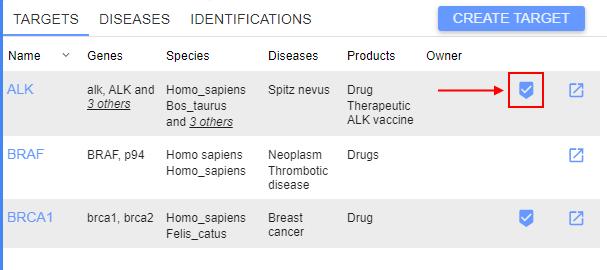 TARGETS DISEASES IDENTIFICATIONS CREATE TARGET
Name Genes Species Diseases Products Owner
ALK alk, ALK and Homo_sapiens Spitz nevus Drug
3 others Bos_taurus Therapeutic
and 3 others ALK vaccine
BRAF BRAF, p94 Homo sapiens Neoplasm Drugs
Homo_sapiens Thrombotic
disease
BRCA1 brca1, brca2 Homo_sapiens Breast Drug
Felis_catus cancer